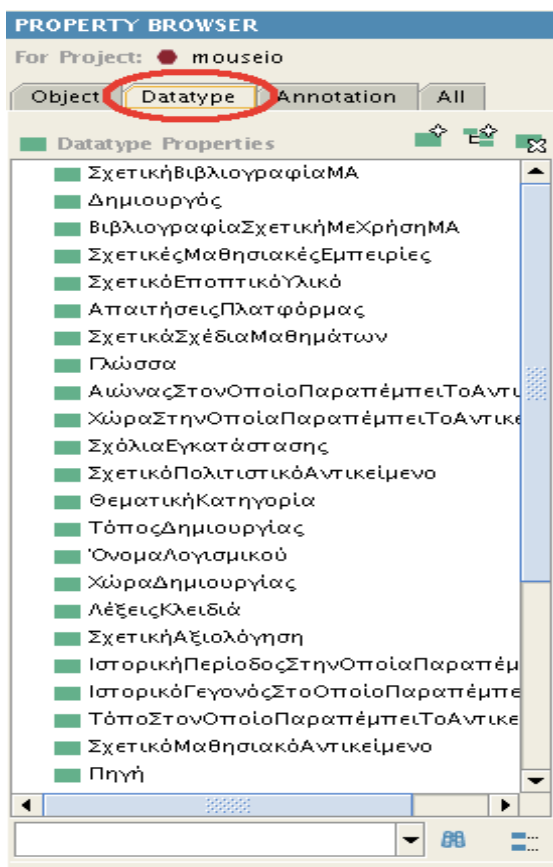 PROPERTY BROWSER
For Project: mouseio
Object Datatype Annotation All
Datatype Properties
ΣχετικήΒιβλιογραφίαΜΑ
Δημιουργός
ΒιβλιογραφίαΣχετικήΜεΧρήσηΜΑ
ΣχετικέςΜαθησιακέςΕμπειρίες
ΣχετικόΕποπτικόΥλικό
ΑπαιτήσειςΠλατφόρμας
ΣχετικάΣχέδιαΜαθημάτων
Γλώσσα
ΑιώναςΣτονΟποίοΠαραπέμπειΤοΑντι
ΧώραΣτηνΟποίαΠαραπέμπειΤοΑντικε
ΣχόλιαΕγκατάστασης
ΣχετικόΠολιτιστικόΑντικείμενο
ΘεματικήΚατηγορία
ΤόποςΔημιουργίας
ΌνομαΛογισμικού
ΧώραΔημιουργίας
ΛέξειςΚλειδιά
ΣχετικήΑξιολόγηση
ΙστορικήΠερίοδοςΣτηνΟποίαΠαραπέμ
ΙστορικόΓεγονόςΣτοΟποίοΠαραπέμπε
ΤόποΣτονΟποίοΠαραπέμπειΤοΑντικε
ΣχετικόΜαθησιακόΑντικείμενο
Πηγή